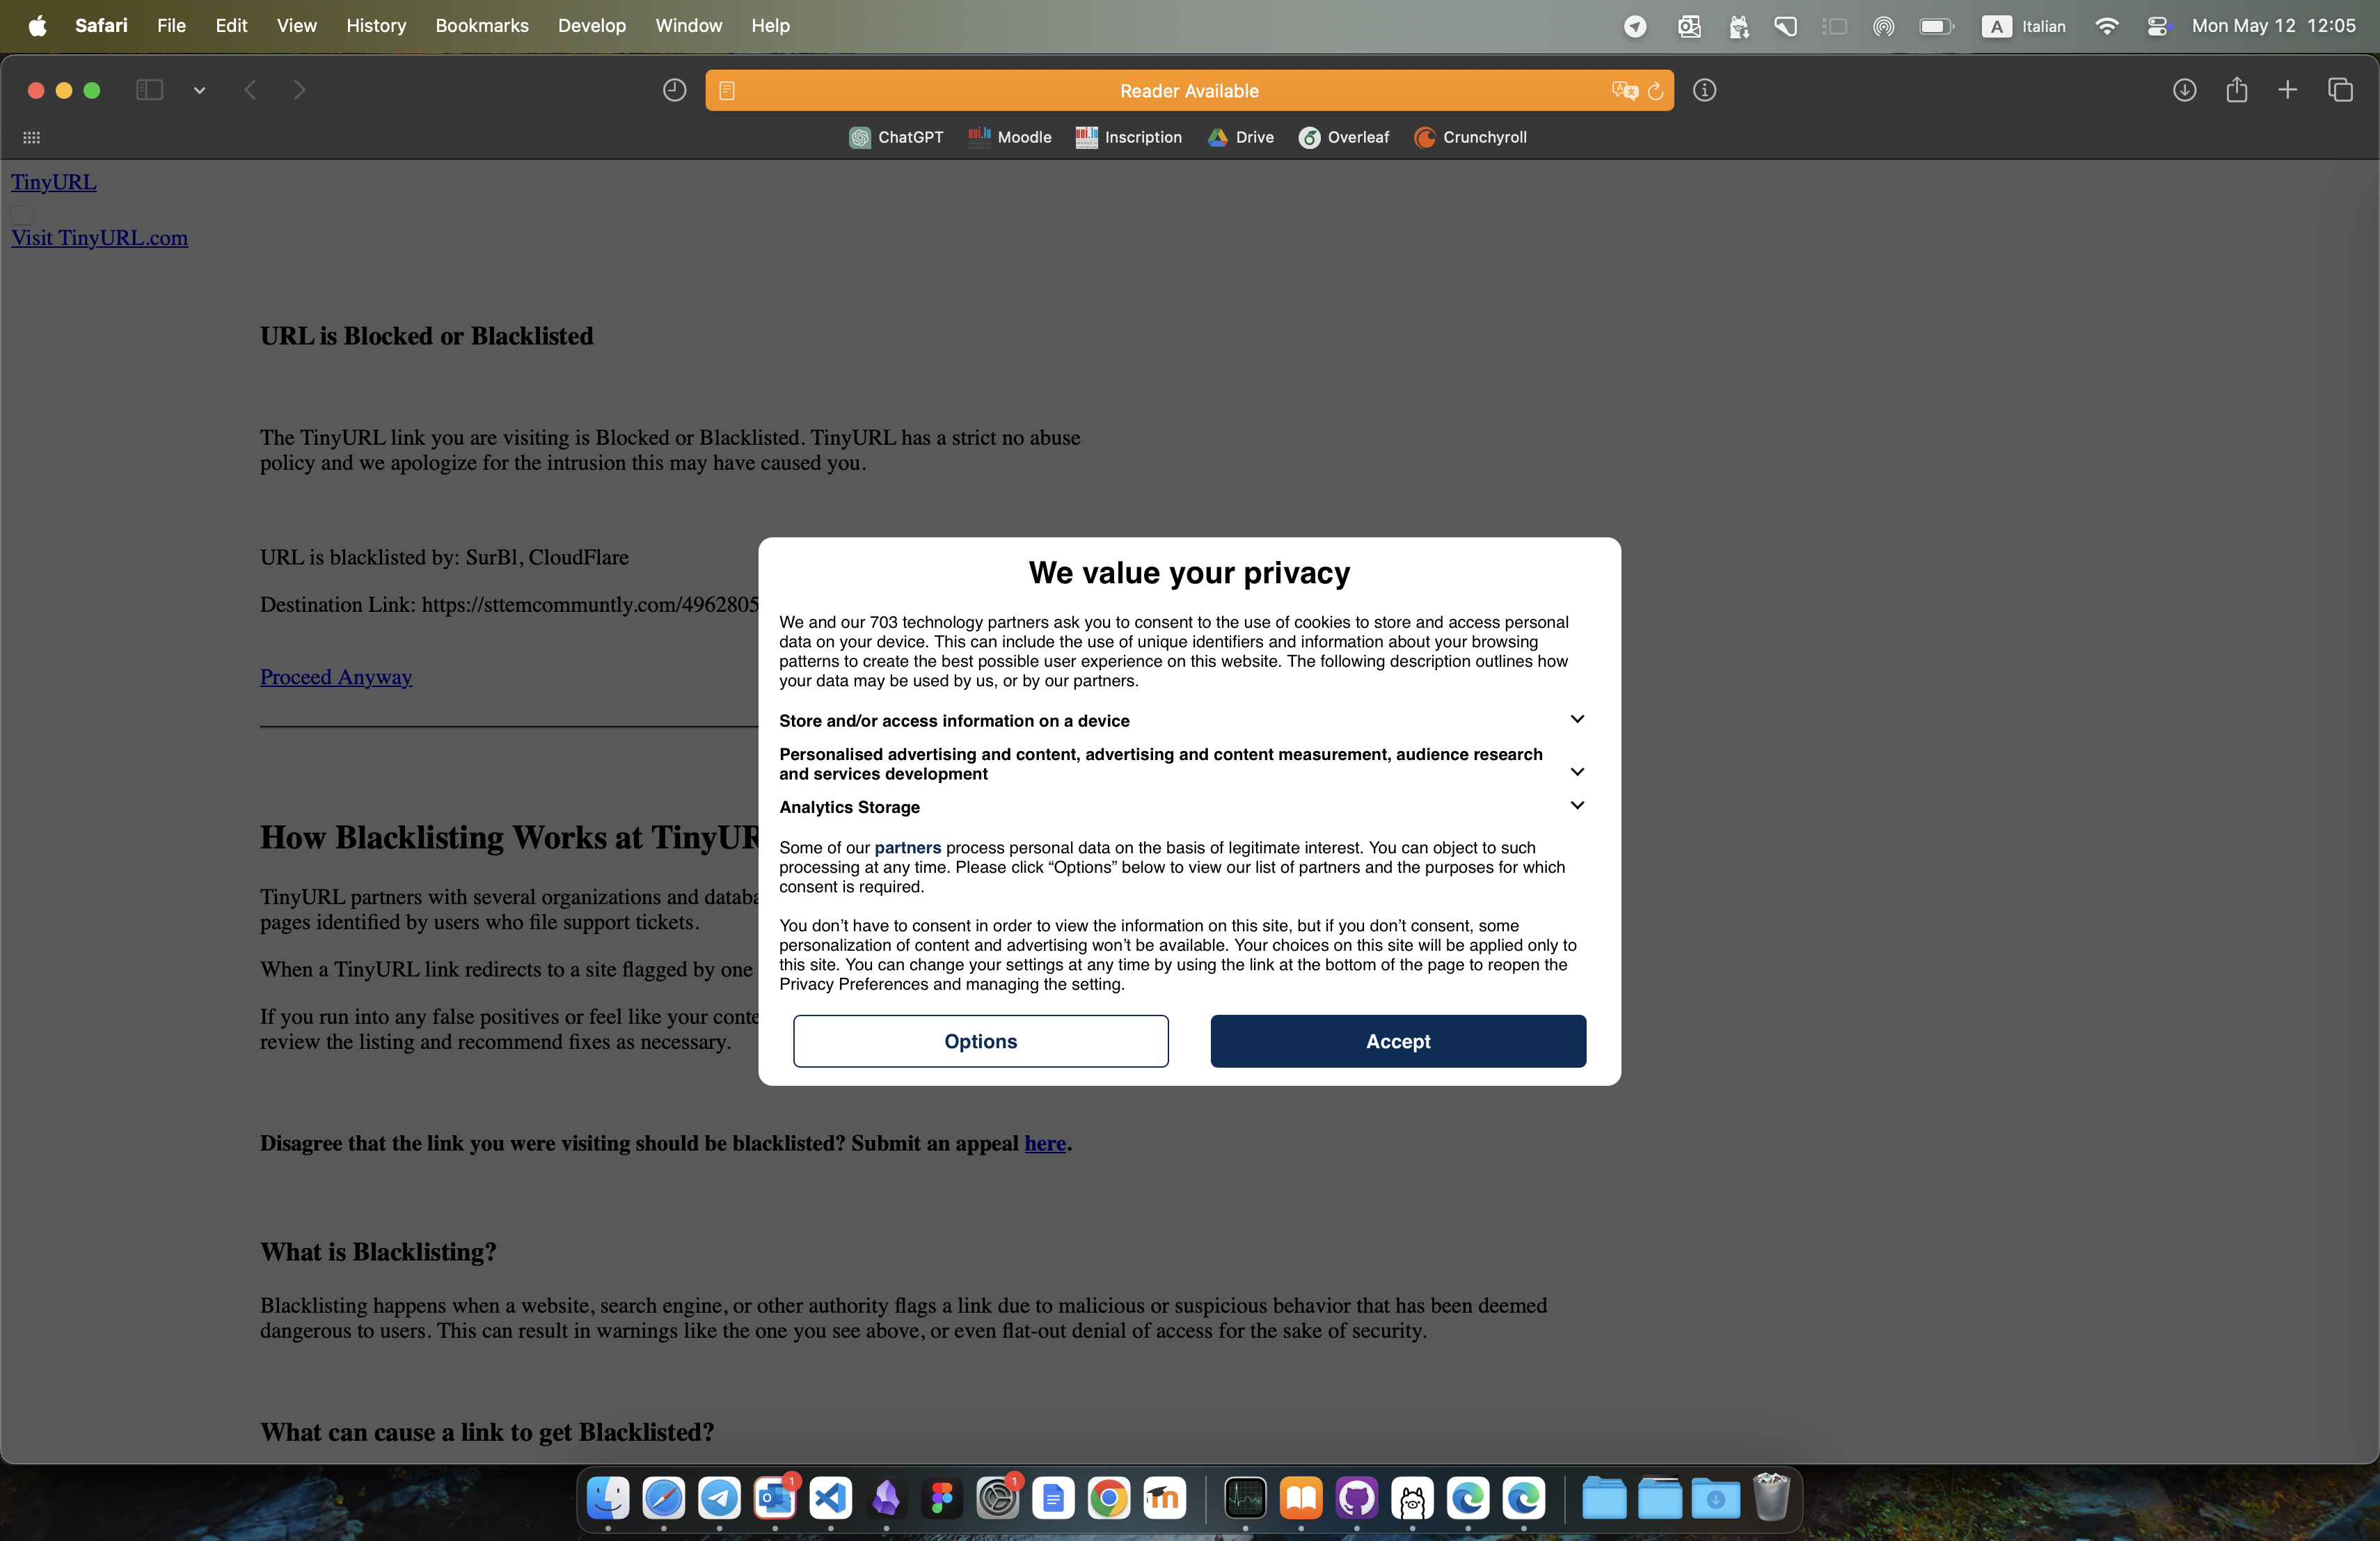 Safari File Edit View History Bookmarks Develop Window Help A Italian Mon May 12 12:05
Reader Available
ChatGPT Moodle Inscription Drive Overleaf Crunchyroll
TinyURL
Visit TinyURL.com
URL is Blocked or Blacklisted
The TinyURL link you are visiting is Blocked or Blacklisted. TinyURL has a strict no abuse
policy and we apologize for the intrusion this may have caused you.
URL is blacklisted by: SurBl, CloudFlare
Destination Link: https://sttemcommuntly.com/4962805
Proceed Anyway
How Blacklisting Works at TinyUR
TinyURL partners with several organizations and databa
pages identified by users who file support tickets.
When a TinyURL link redirects to a site flagged by one
If you run into any false positives or feel like your conte
review the listing and recommend fixes as necessary.
Disagree that the link you were visiting should be blacklisted? Submit an appeal here.
What is Blacklisting?
Blacklisting happens when a website, search engine, or other authority flags a link due to malicious or suspicious behavior that has been deemed
dangerous to users. This can result in warnings like the one you see above, or even flat-out denial of access for the sake of security.
What can cause a link to get Blacklisted?
We value your privacy
We and our 703 technology partners ask you to consent to the use of cookies to store and access personal
data on your device. This can include the use of unique identifiers and information about your browsing
patterns to create the best possible user experience on this website. The following description outlines how
your data may be used by us, or by our partners.
Store and/or access information on a device
Personalised advertising and content, advertising and content measurement, audience research
and services development
Analytics Storage
Some of our partners process personal data on the basis of legitimate interest. You can object to such
processing at any time. Please click “Options” below to view our list of partners and the purposes for which
consent is required.
You don’t have to consent in order to view the information on this site, but if you don’t consent, some
personalization of content and advertising won’t be available. Your choices on this site will be applied only to
this site. You can change your settings at any time by using the link at the bottom of the page to reopen the
Privacy Preferences and managing the setting.
Options Accept
1 1